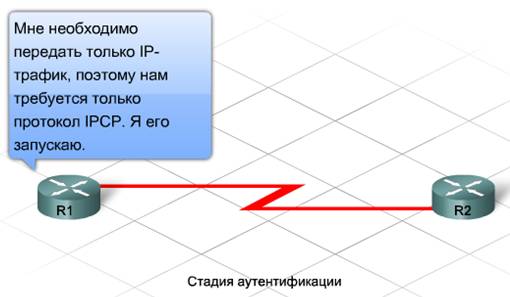 Мне необходимо
передать только IP-
трафик, поэтому нам
требуется только
протокол IPCP. Я его
запускаю.
R1
R2
Стадия аутентификации